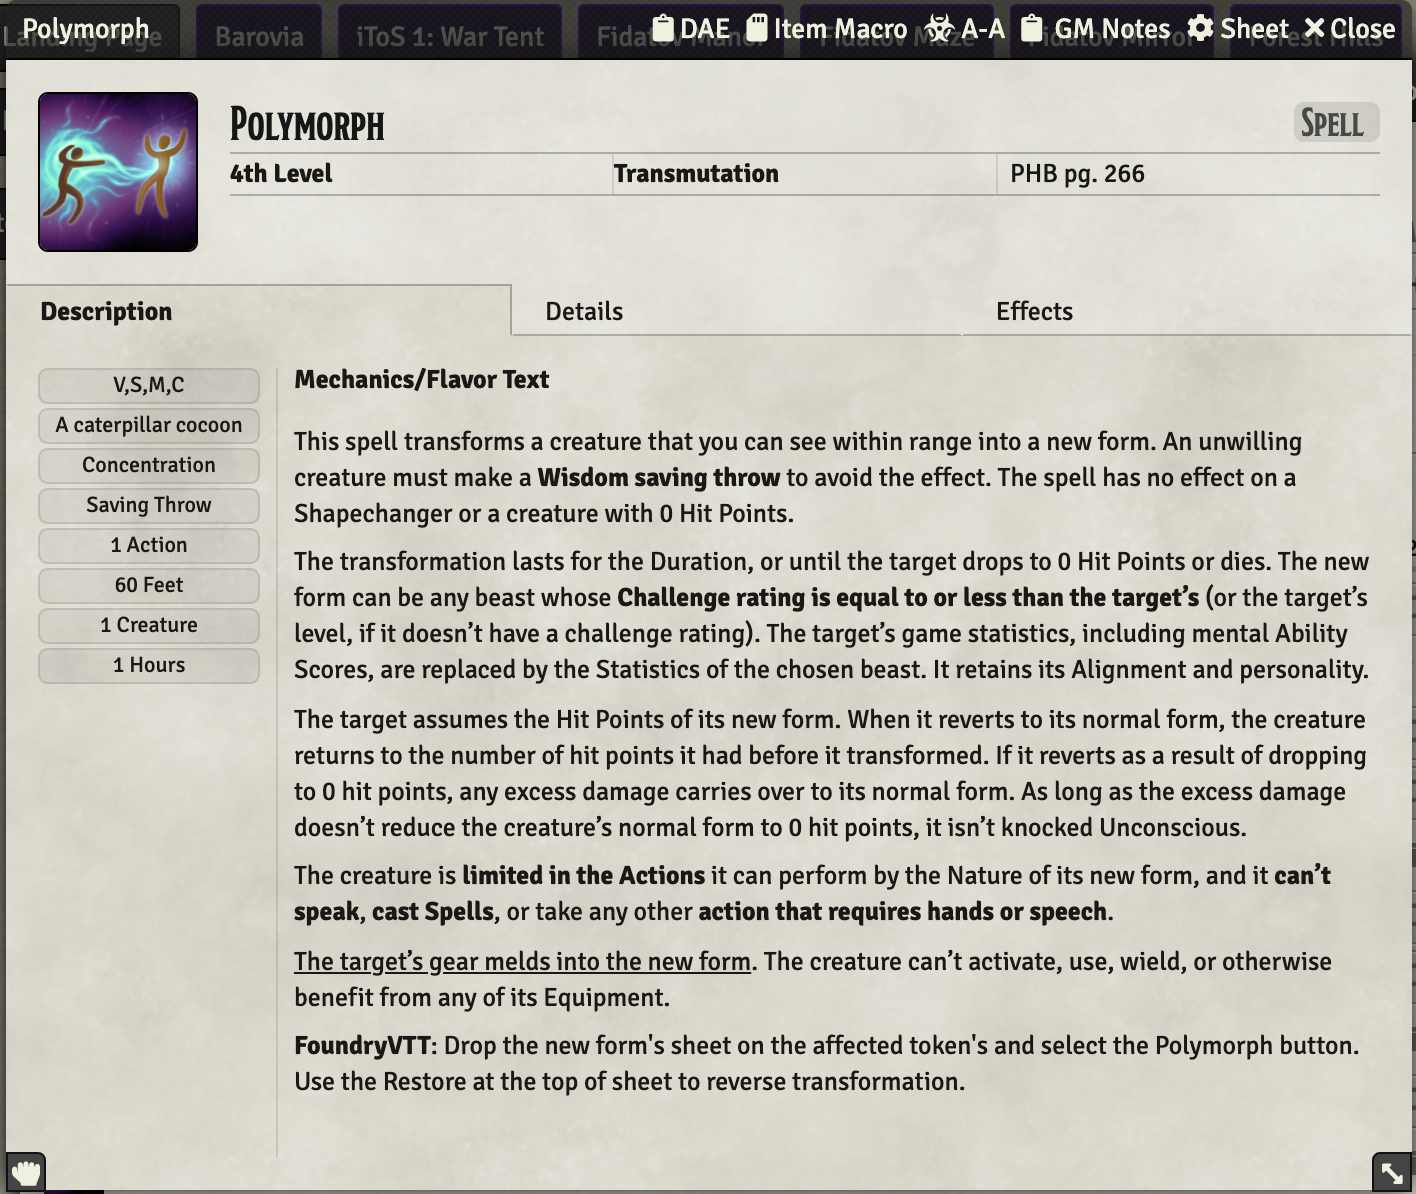 Polymorph
DAE
Item Macro
A-A
GM Notes
Sheet
Close
Landing Page
Barovia
iToS 1: War Tent
Fidatov Manor
Fidatov Maze
Fidatov Mirror
Forest Hills
POLYMORPH
SPELL
4th Level
Transmutation
PHB pg. 266
Description
Details
Effects
V,S,M,C
A caterpillar cocoon
Concentration
Saving Throw
1 Action
60 Feet
1 Creature
1 Hours
Mechanics/Flavor Text
This spell transforms a creature that you can see within range into a new form. An unwilling
creature must make a Wisdom saving throw to avoid the effect. The spell has no effect on a
Shapechanger or a creature with 0 Hit Points.
The transformation lasts for the Duration, or until the target drops to 0 Hit Points or dies. The new
form can be any beast whose Challenge rating is equal to or less than the target’s (or the target’s
level, if it doesn’t have a challenge rating). The target’s game statistics, including mental Ability
Scores, are replaced by the Statistics of the chosen beast. It retains its Alignment and personality.
The target assumes the Hit Points of its new form. When it reverts to its normal form, the creature
returns to the number of hit points it had before it transformed. If it reverts as a result of dropping
to 0 hit points, any excess damage carries over to its normal form. As long as the excess damage
doesn’t reduce the creature’s normal form to 0 hit points, it isn’t knocked Unconscious.
The creature is limited in the Actions it can perform by the Nature of its new form, and it can’t
speak, cast Spells, or take any other action that requires hands or speech.
The target’s gear melds into the new form. The creature can’t activate, use, wield, or otherwise
benefit from any of its Equipment.
FoundryVTT: Drop the new form's sheet on the affected token's and select the Polymorph button.
Use the Restore at the top of sheet to reverse transformation.